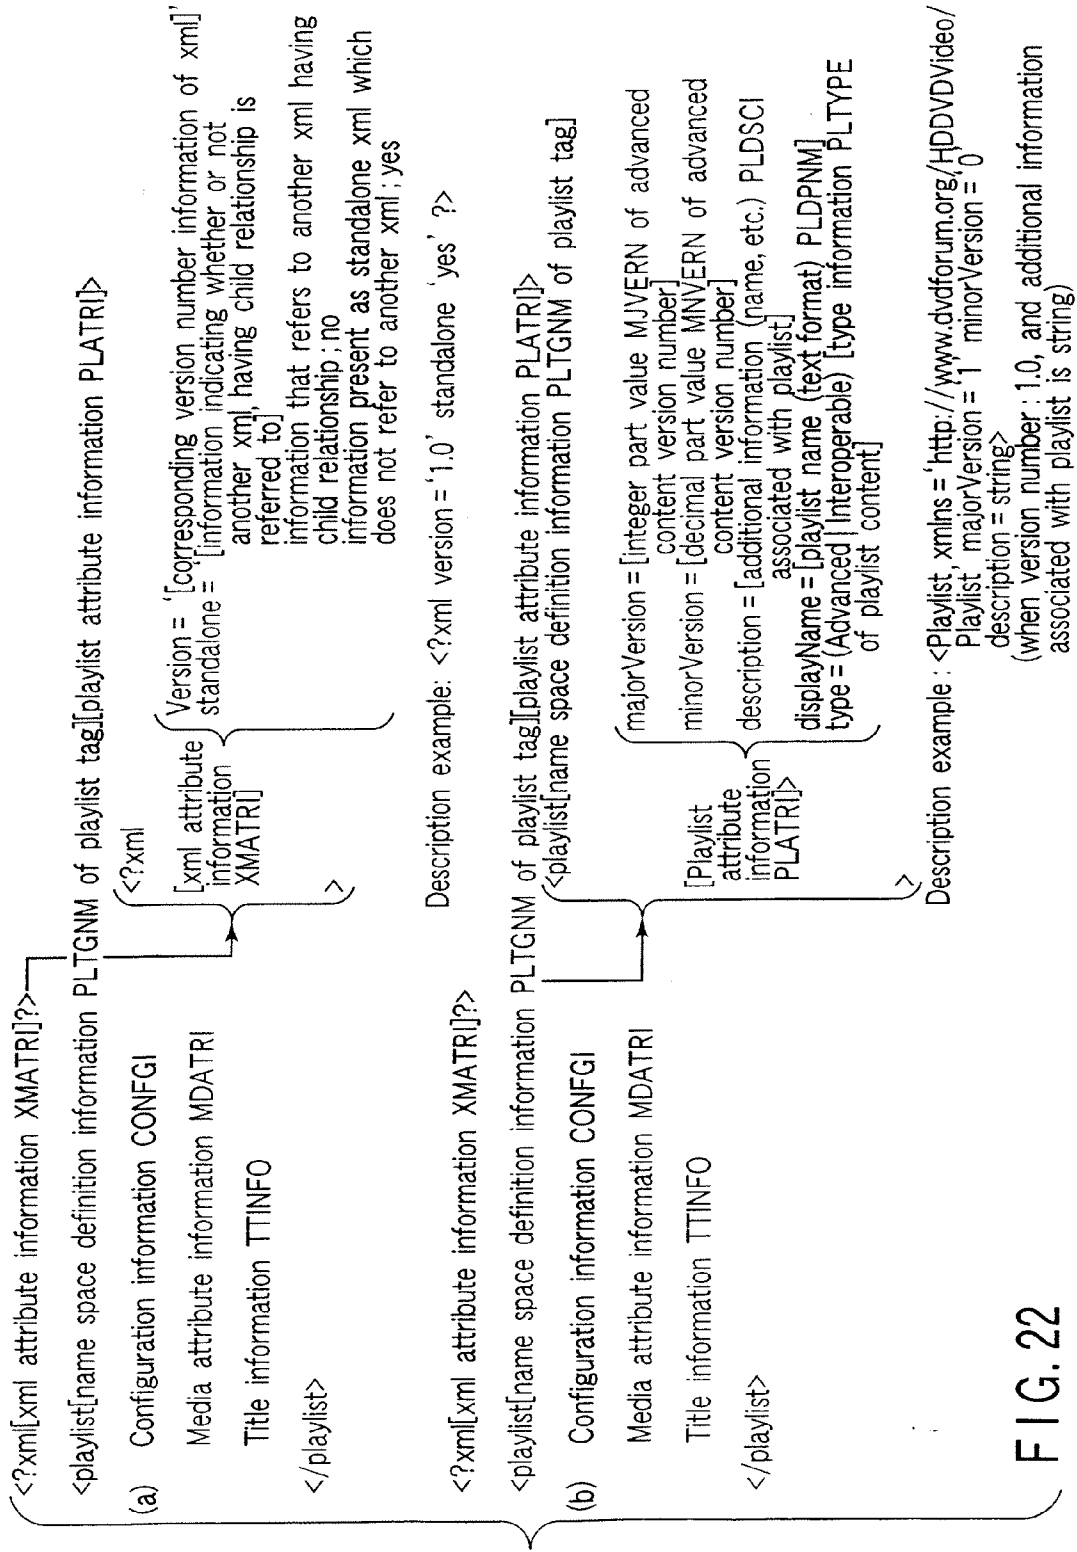 <?xml[xml attribute information XMATRI]?>
<playlist[name space definition information PLTGNM of playlist tag][playlist attribute information PLATRI]>
(a) Configuration information CONFGI
Media attribute information MDATRI
Title information TTINFO
</playlist>
<?xml
[xml attribute
information
XMATRI]
>
Version = '[corresponding version number information of xml]'
standalone = '[information indicating whether or not
another xml, having child relationship is
referred to]
information that refers to another xml having
child relationship ; no
information present as standalone xml which
does not refer to another xml ; yes
Description example: <?xml version = '1.0' standalone 'yes' ?>
<?xml[xml attribute information XMATRI]?>
<playlist[name space definition information PLTGNM of playlist tag][playlist attribute information PLATRI]>
(b) Configuration information CONFGI
Media attribute information MDATRI
Title information TTINFO
</playlist>
<playlist[name space definition information PLTGNM of playlist tag]
[Playlist
attribute
information
PLATRI]>
>
majorVersion = [integer part value MJVERN of advanced
content version number]
minorVersion = [decimal part value MNVERN of advanced
content version number]
description = [additional information (name, etc.) PLDSCI
associated with playlist]
displayName = [playlist name (text format) PLDPNM]
type = (Advanced | Interoperable) [type information PLTYPE
of playlist content]
Description example : <Playlist, xmlns = 'http://www.dvdforum.org/HDDVDVideo/
Playlist' majorVersion = '1 minorVersion = '0'
description = string>
(when version number : 1.0, and additional information
associated with playlist is string)
FIG. 22